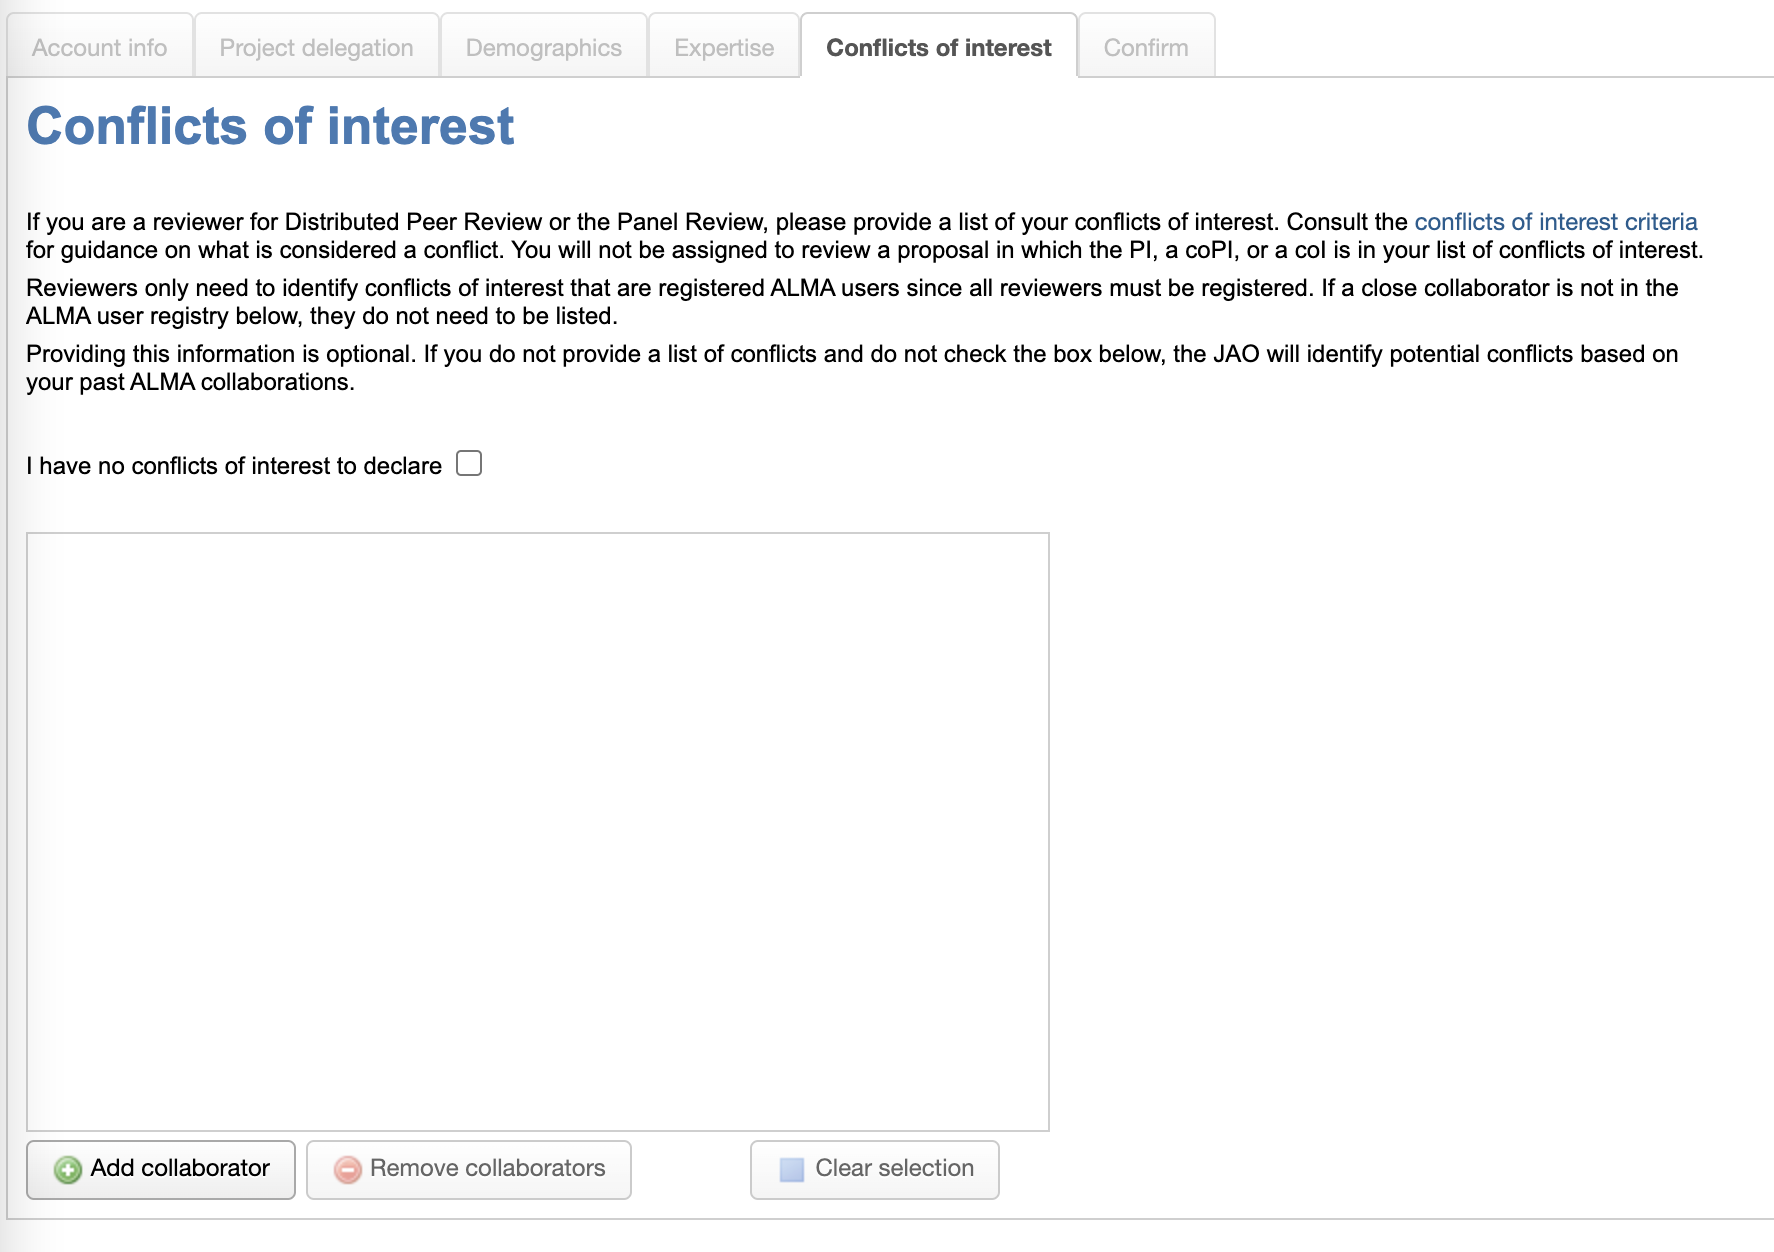 Account info
Project delegation
Demographics
Expertise
Conflicts of interest
Confirm
Conflicts of interest
If you are a reviewer for Distributed Peer Review or the Panel Review, please provide a list of your conflicts of interest. Consult the conflicts of interest criteria
for guidance on what is considered a conflict. You will not be assigned to review a proposal in which the PI, a coPI, or a coI is in your list of conflicts of interest.
Reviewers only need to identify conflicts of interest that are registered ALMA users since all reviewers must be registered. If a close collaborator is not in the
ALMA user registry below, they do not need to be listed.
Providing this information is optional. If you do not provide a list of conflicts and do not check the box below, the JAO will identify potential conflicts based on
your past ALMA collaborations.
I have no conflicts of interest to declare
Add collaborator
Remove collaborators
Clear selection